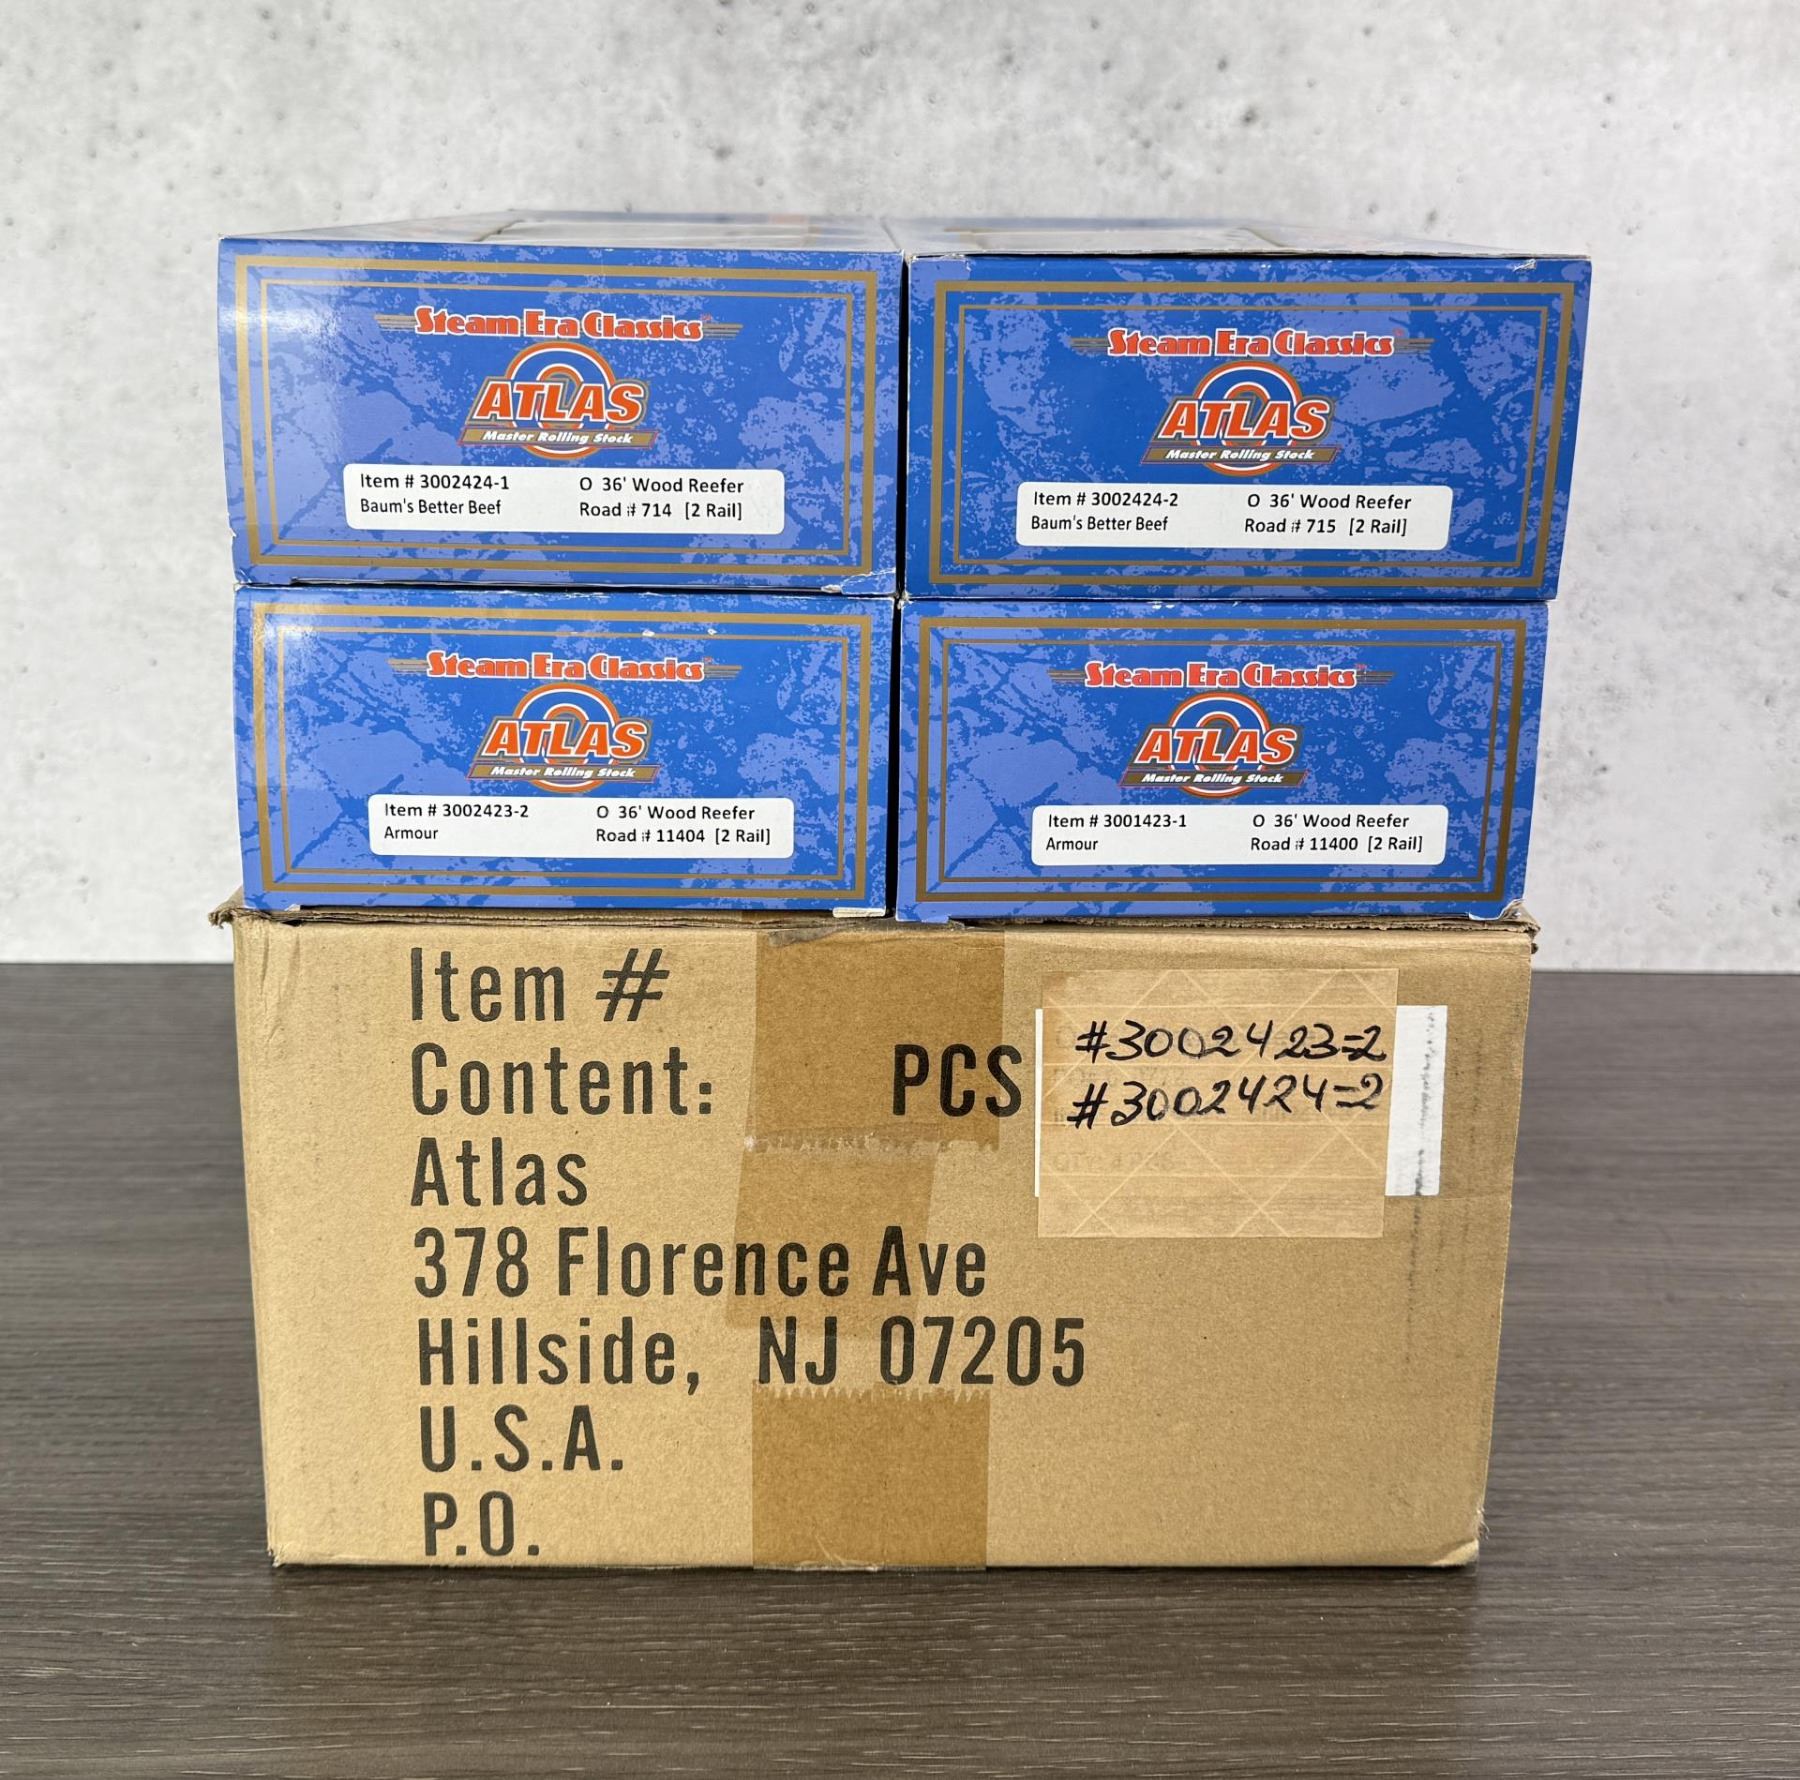 Steam Era Classics
ATLAS
Master Rolling Stock
Item # 3002424-1 O 36' Wood Reefer
Baum's Better Beef Road # 714 [2 Rail]
Steam Era Classics
ATLAS
Master Rolling Stock
Item # 3002424-2 O 36' Wood Reefer
Baum's Better Beef Road # 715 [2 Rail]
Steam Era Classics
ATLAS
Master Rolling Stock
Item # 3002423-2 O 36' Wood Reefer
Armour Road # 11404 [2 Rail]
Steam Era Classics
ATLAS
Master Rolling Stock
Item # 3001423-1 O 36' Wood Reefer
Armour Road # 11400 [2 Rail]
Item #
Content: PCS
Atlas
378 Florence Ave
Hillside, NJ 07205
U.S.A.
P.O.
#3002423=2
#3002424=2